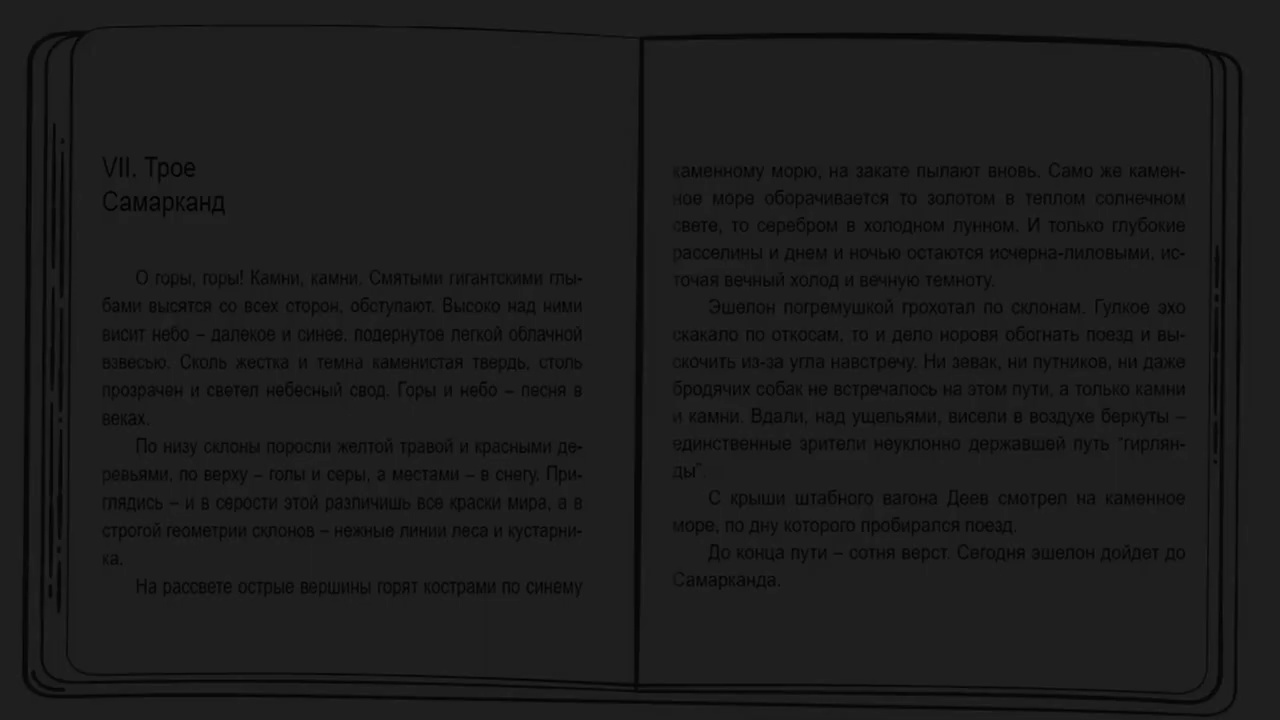 VII. Трое
Самарканд
О горы, горы! Камни, камни. Смятыми гигантскими глы-
бами высятся со всех сторон, обступают. Высоко над ними
висит небо – далекое и синее, подернутое легкой облачной
взвесью. Сколь жестка и темна каменистая твердь, столь
прозрачен и светел небесный свод. Горы и небо – песня в
веках.
По низу склоны поросли желтой травой и красными де-
ревьями, по верху – голы и серы, а местами – в снегу. При-
глядись – и в серости этой различишь все краски мира, а в
строгой геометрии склонов – нежные линии леса и кустарни-
ка.
На рассвете острые вершины горят кострами по синему
каменному морю, на закате пылают вновь. Само же камен-
ное море оборачивается то золотом в теплом солнечном
свете, то серебром в холодном лунном. И только глубокие
расселины и днем и ночью остаются исчерна-лиловыми, ис-
точая вечный холод и вечную темноту.
Эшелон погремушкой грохотал по склонам. Гулкое эхо
скакало по откосам, то и дело норовя обогнать поезд и вы-
скочить из-за угла навстречу. Ни зевак, ни путников, ни даже
бродячих собак не встречалось на этом пути, а только камни
и камни. Вдали, над ущельями, висели в воздухе беркуты –
единственные зрители неуклонно державшей путь "гирлян-
ды".
С крыши штабного вагона Деев смотрел на каменное
море, по дну которого пробирался поезд.
До конца пути – сотня верст. Сегодня эшелон дойдет до
Самарканда.